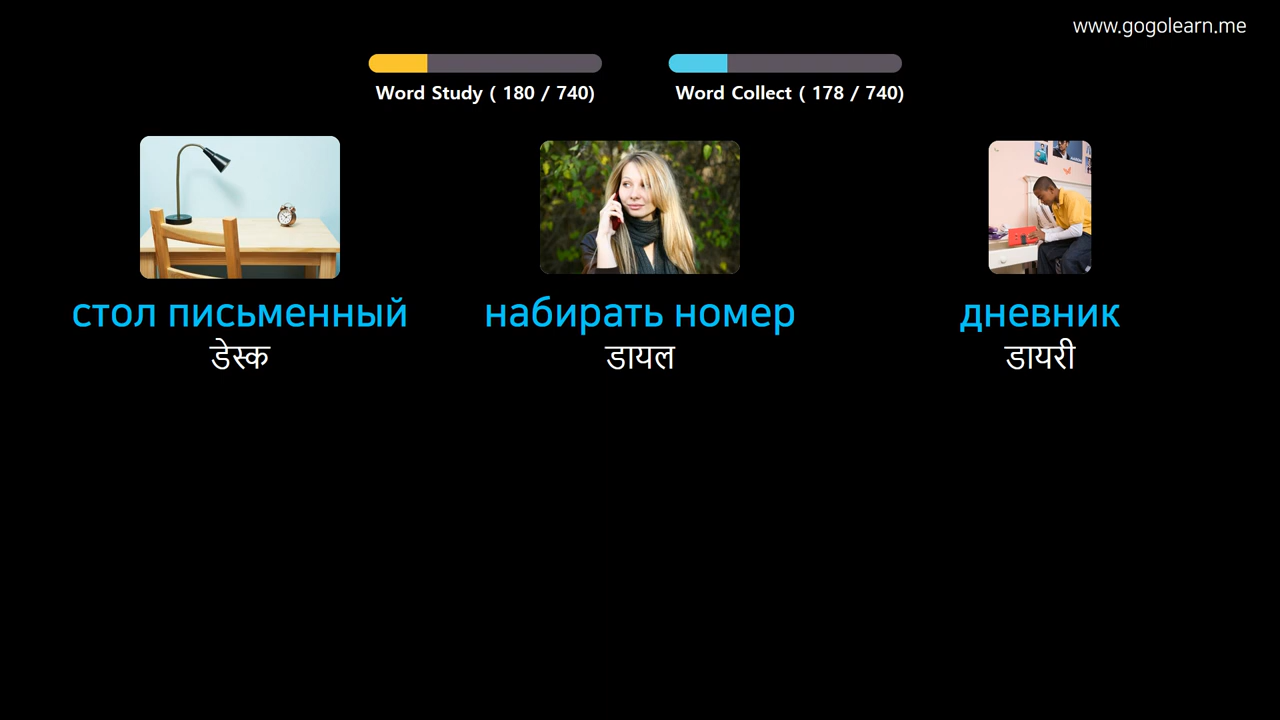 www.gogolearn.me
Word Study ( 180 / 740)
Word Collect ( 178 / 740)
стол письменный
डेस्क
набирать номер
डायल
дневник
डायरी